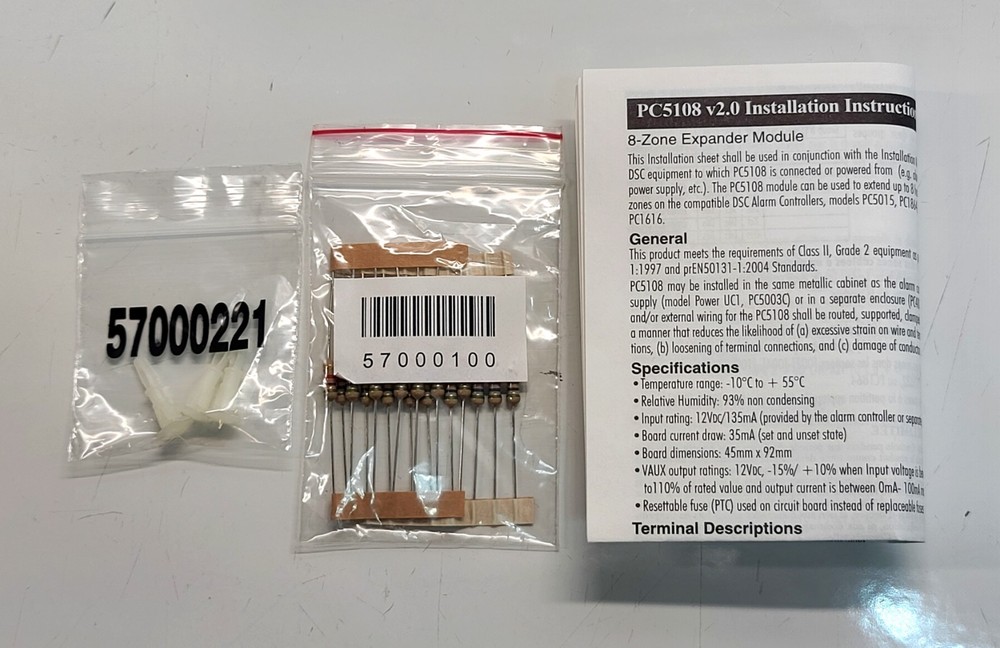 57000221
57000100
PC5108 v2.0 Installation
8-Zone Expander Module
This Installation sheet shall be used in conjunction with the Installation
DSC equipment to which PC5108 is connected or powered from (e.g.
power supply, etc.). The PC5108 module can be used to extend up to 8
zones on the compatible DSC Alarm Controllers, models PC5015,
PC1616.
General
This product meets the requirements of Class II, Grade 2 equipment
1:1997 and prEN50131-1:2004 Standards.
PC5108 may be installed in the same metallic cabinet as the alarm
supply (model Power UC1, PC5003C) or in a separate enclosure
and/or external wiring for the PC5108 shall be routed, supported,
a manner that reduces the likelihood of (a) excessive strain on wire and
tions, (b) loosening of terminal connections, and (c) damage of
Specifications
• Temperature range: -10°C to + 55°C
• Relative Humidity: 93% non condensing
• Input rating: 12VDC/135mA (provided by the alarm controller or
• Board current draw: 35mA (set and unset state)
• Board dimensions: 45mm x 92mm
• VAUX output ratings: 12VDC, -15%/ +10% when Input voltage is
to110% of rated value and output current is between 0mA-
• Resettable fuse (PTC) used on circuit board instead of replaceable
Terminal Descriptions